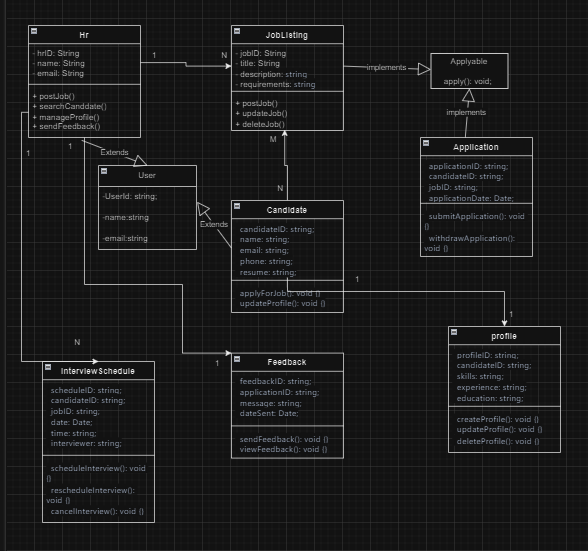 Hr
- hrID: String
- name: String
- email: String
+ postJob()
+ searchCanddate()
+ manageProfile()
+ sendFeedback()
1
N
JobListing
- jobID: String
- title: String
- description: string
- requirements: string
+ postJob()
+ updateJob()
+ deleteJob()
implements
Applyable
apply(): void;
implements
Application
applicationID: string;
candidateID: string;
jobID: string;
applicationDate: Date;
submitApplication(): void
{}
withdrawApplication():
void {}
1
1
Extends
User
-UserId: string;
-name:string
-email:string
M
N
Extends
Candidate
candidateID: string;
name: string;
email: string;
phone: string;
resume: string;
applyForJob(): void {}
updateProfile(): void {}
1
1
profile
profileID: string;
candidateID: string;
skills: string;
experience: string;
education: string;
createProfile(): void {}
updateProfile(): void {}
deleteProfile(): void {}
N
InterviewSchedule
scheduleID: string;
candidateID: string;
jobID: string;
date: Date;
time: string;
interviewer: string;
scheduleInterview(): void
{}
rescheduleInterview():
void {}
cancelInterview(): void {}
1
Feedback
feedbackID: string;
applicationID: string;
message: string;
dateSent: Date;
sendFeedback(): void {}
viewFeedback(): void {}